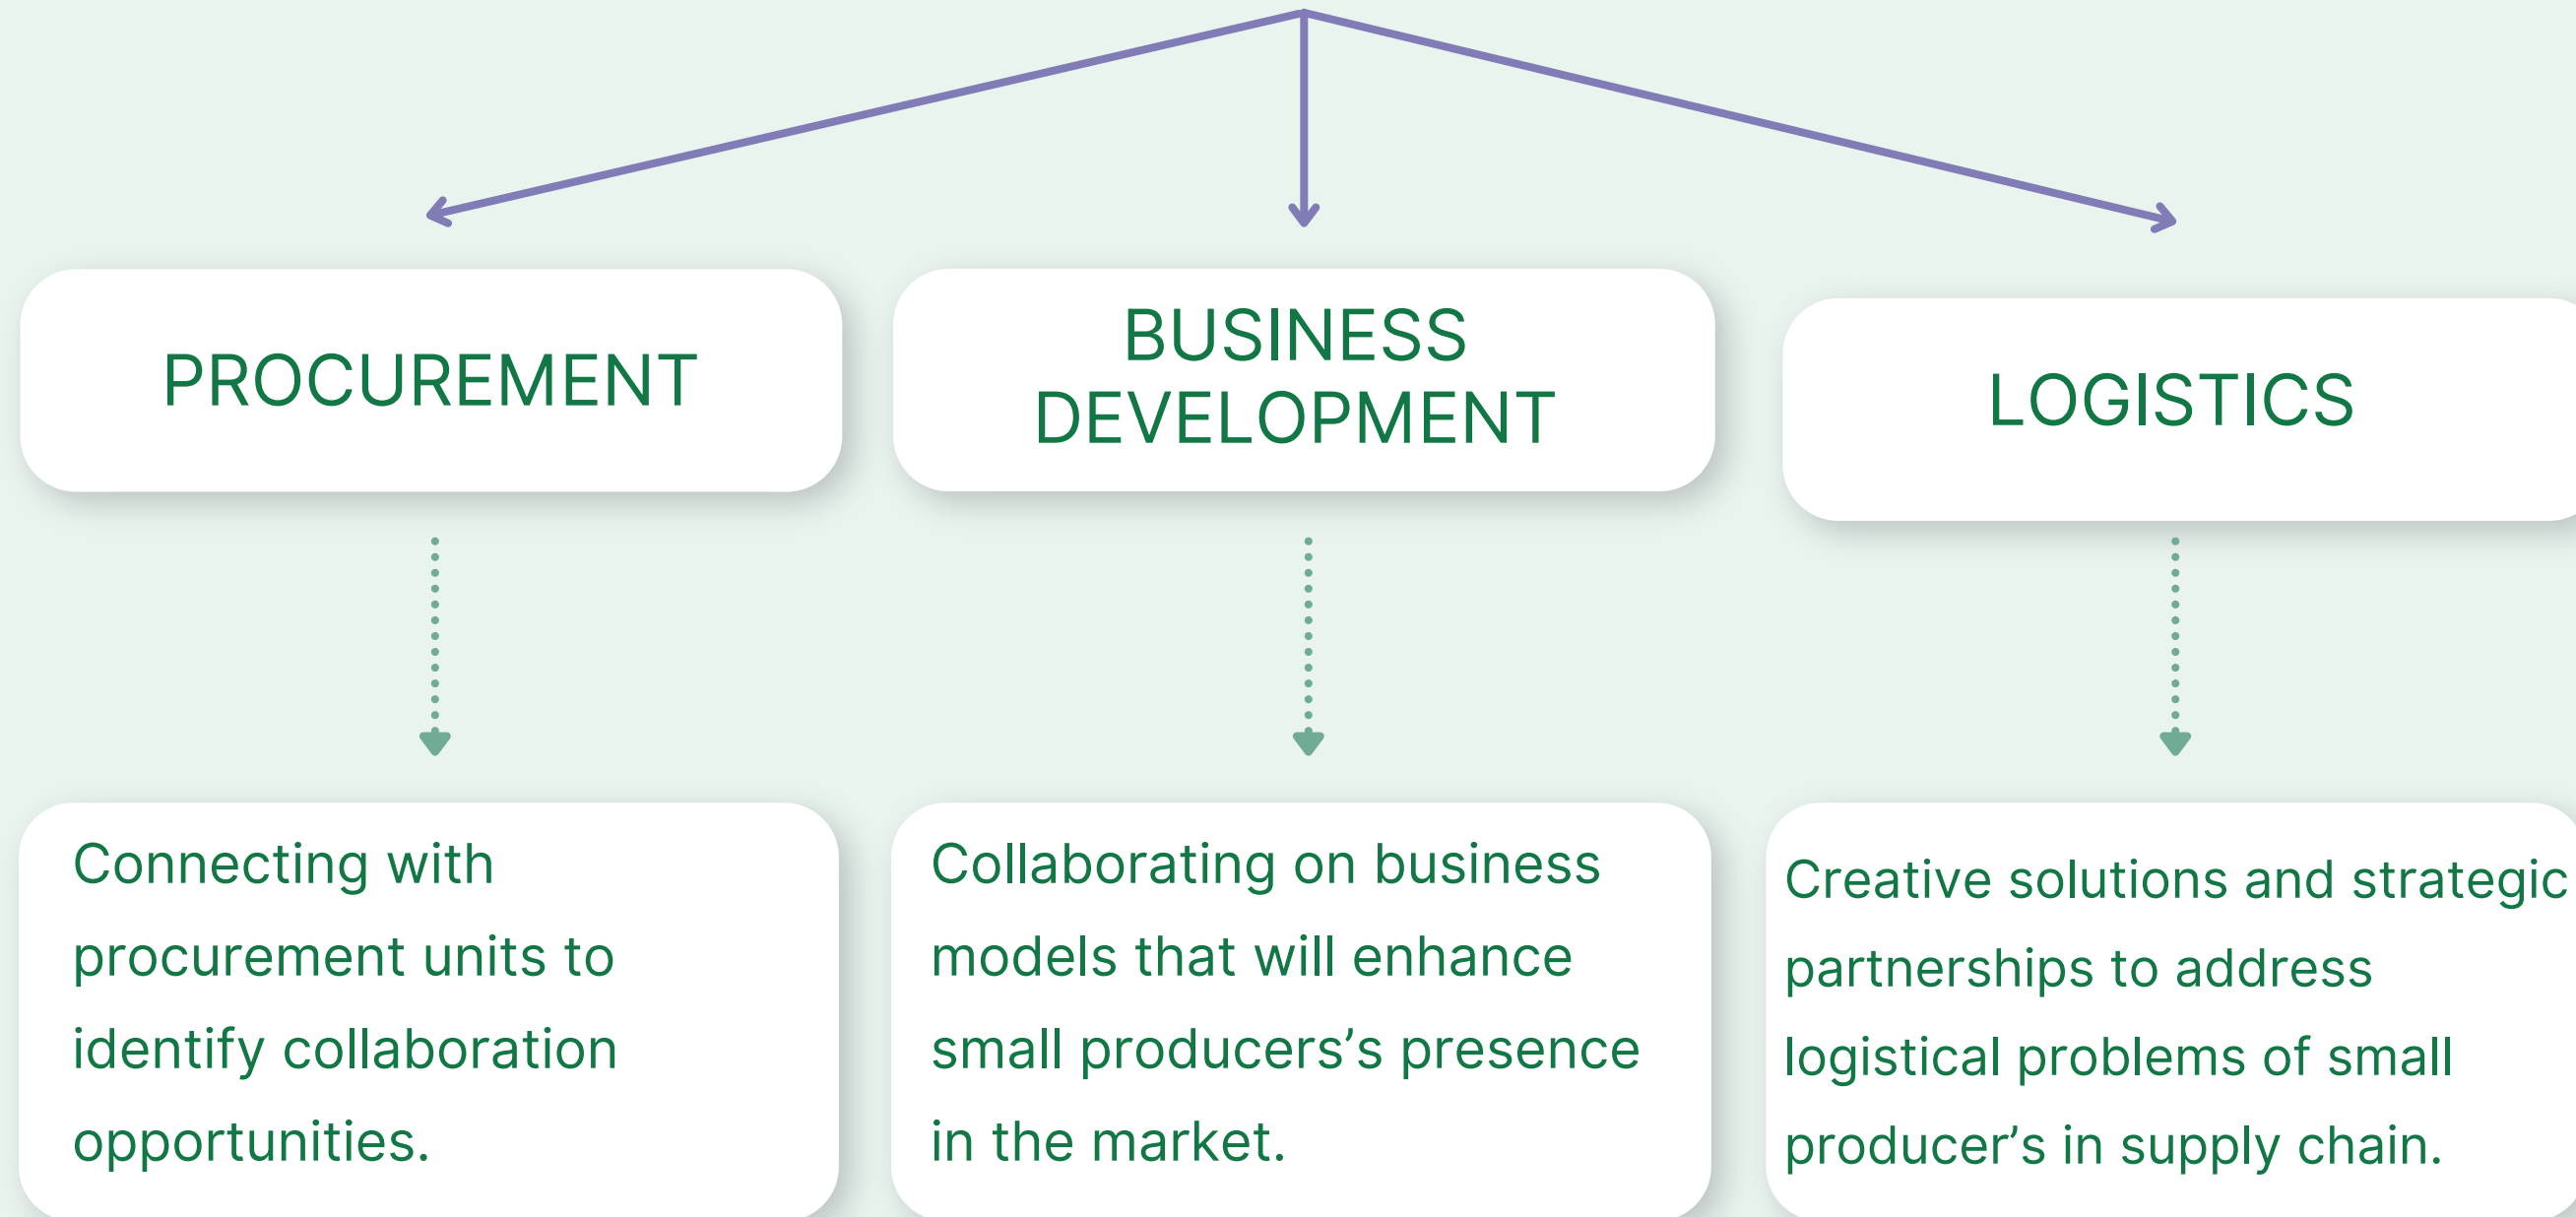 PROCUREMENT
BUSINESS
DEVELOPMENT
LOGISTICS
Connecting with
procurement units to
identify collaboration
opportunities.
Collaborating on business
models that will enhance
small producers’s presence
in the market.
Creative solutions and strategic
partnerships to address
logistical problems of small
producer’s in supply chain.